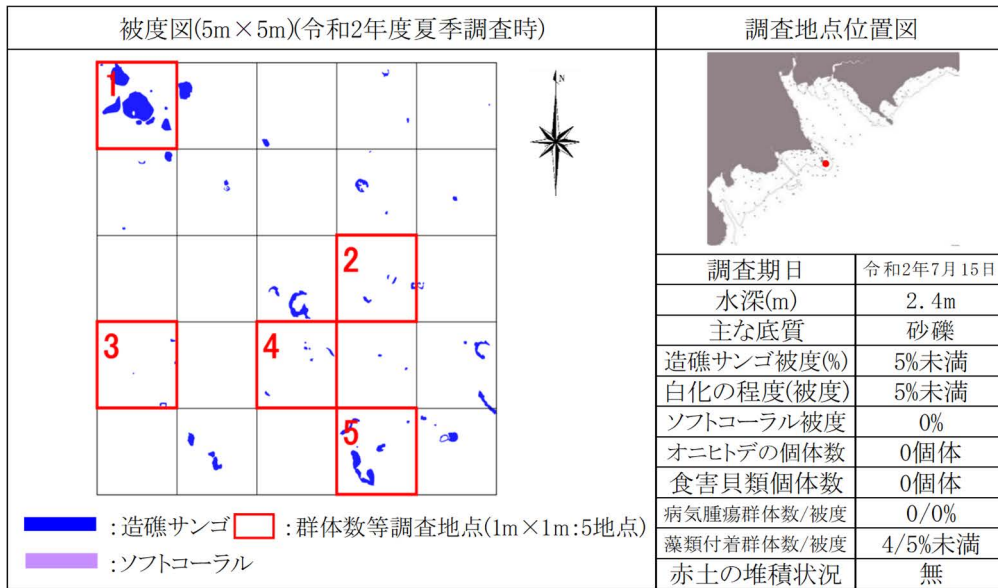 被度図(5m×5m)(令和2年度夏季調査時)
調査地点位置図
N
1
2
3
4
5
:造礁サンゴ :群体数等調査地点(1m×1m:5地点)
:ソフトコーラル
調査期日 令和2年7月15日
水深(m) 2.4m
主な底質 砂礫
造礁サンゴ被度(%) 5%未満
白化の程度(被度) 5%未満
ソフトコーラル被度 0%
オニヒトデの個体数 0個体
食害貝類個体数 0個体
病気腫瘍群体数/被度 0/0%
藻類付着群体数/被度 4/5%未満
赤土の堆積状況 無